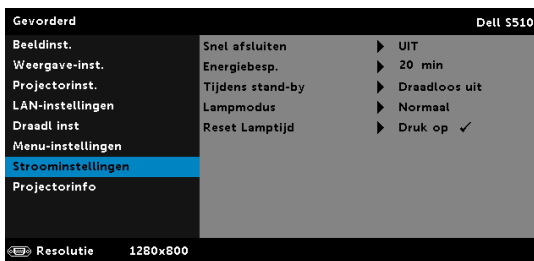 Gevorderd Dell S510
Beeldinst.
Weergave-inst.
Projectorinst.
LAN-instellingen
Draadl inst
Menu-instellingen
Stroominstellingen
Projectorinfo
Snel afsluiten ▶ UIT
Energiebesp. ▶ 20 min
Tijdens stand-by ▶ Draadloos uit
Lampmodus ▶ Normaal
Reset Lamptijd ▶ Druk op ✓
Resolutie 1280x800